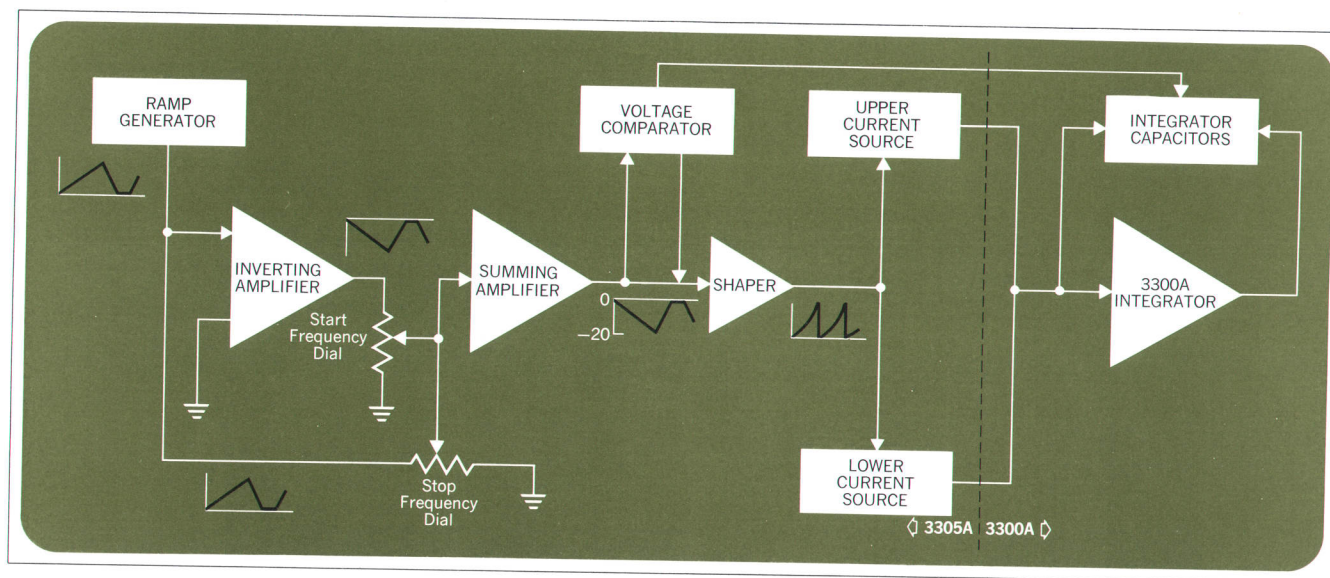 RAMP
GENERATOR
VOLTAGE
COMPARATOR
UPPER
CURRENT
SOURCE
INTEGRATOR
CAPACITORS
INVERTING
AMPLIFIER
Start
Frequency
Dial
SUMMING
AMPLIFIER
0
−20
SHAPER
3300A
INTEGRATOR
Stop
Frequency
Dial
LOWER
CURRENT
SOURCE
3305A 3300A